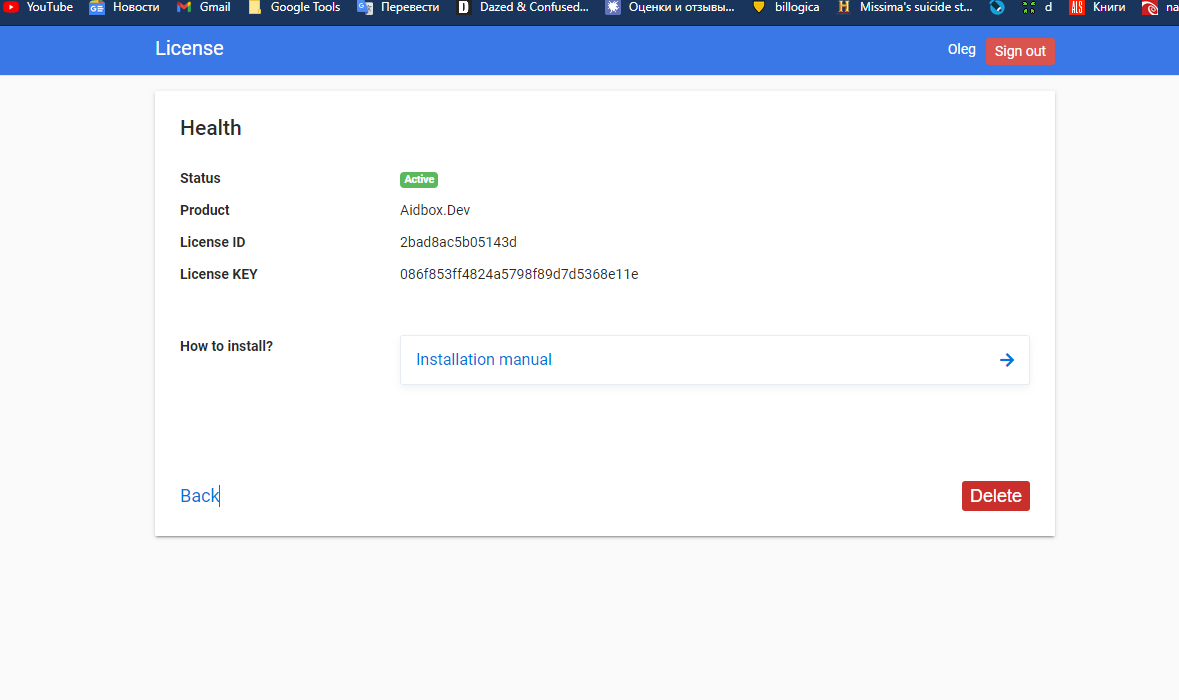 YouTube Новости Gmail Google Tools Перевести Dazed & Confused... Оценки и отзывы... billogica Missima's suicide st... d Книги na
License Oleg Sign out
Health
Status Active
Product Aidbox.Dev
License ID 2bad8ac5b05143d
License KEY 086f853ff4824a5798f89d7d5368e11e
How to install? Installation manual
Back Delete